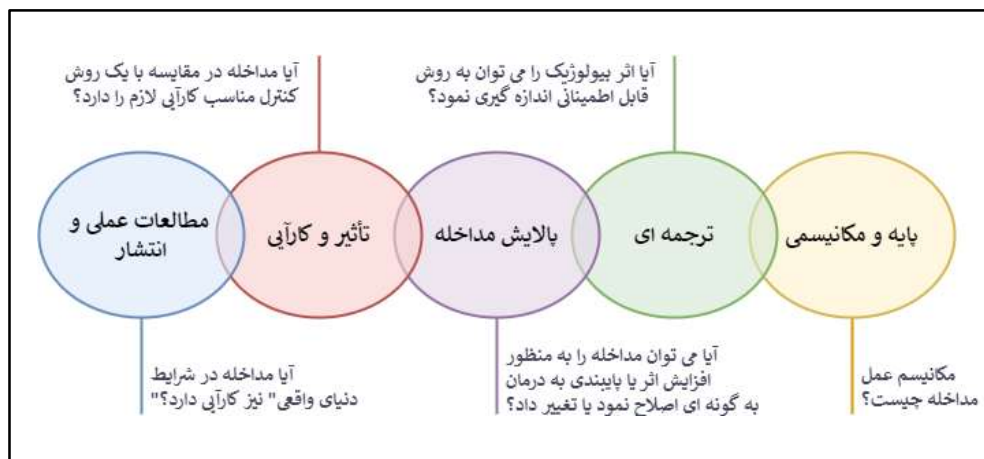 آیا اثر بیولوژیک را می توان به روش
قابل اطمینانی اندازه گیری نمود؟
آیا مداخله در مقایسه با یک روش
کنترل مناسب کارآیی لازم را دارد؟
پایه و مکانیسمی
ترجمه ای
پالایش مداخله
تأثیر و کارآیی
مطالعات عملی و
انتشار
مکانیسم عمل
مداخله چیست؟
آیا می توان مداخله را به منظور
افزایش اثر یا پایبندی به درمان
به گونه ای اصلاح نمود یا تغییر داد؟
آیا مداخله در شرایط
دنیای واقعی" نیز کارآیی دارد؟"